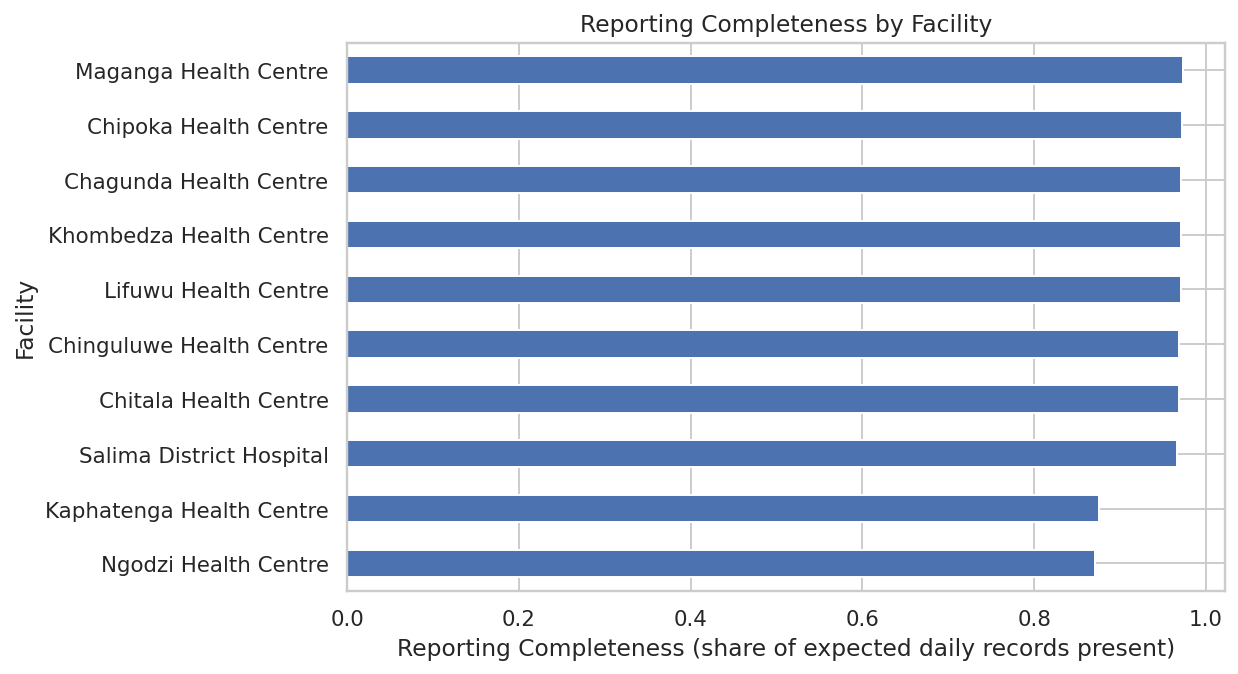 Reporting Completeness by Facility
Maganga Health Centre
Chipoka Health Centre
Chagunda Health Centre
Khombedza Health Centre
Lifuwu Health Centre
Chinguluwe Health Centre
Chitala Health Centre
Salima District Hospital
Kaphatenga Health Centre
Ngodzi Health Centre
Facility
0.0 0.2 0.4 0.6 0.8 1.0
Reporting Completeness (share of expected daily records present)